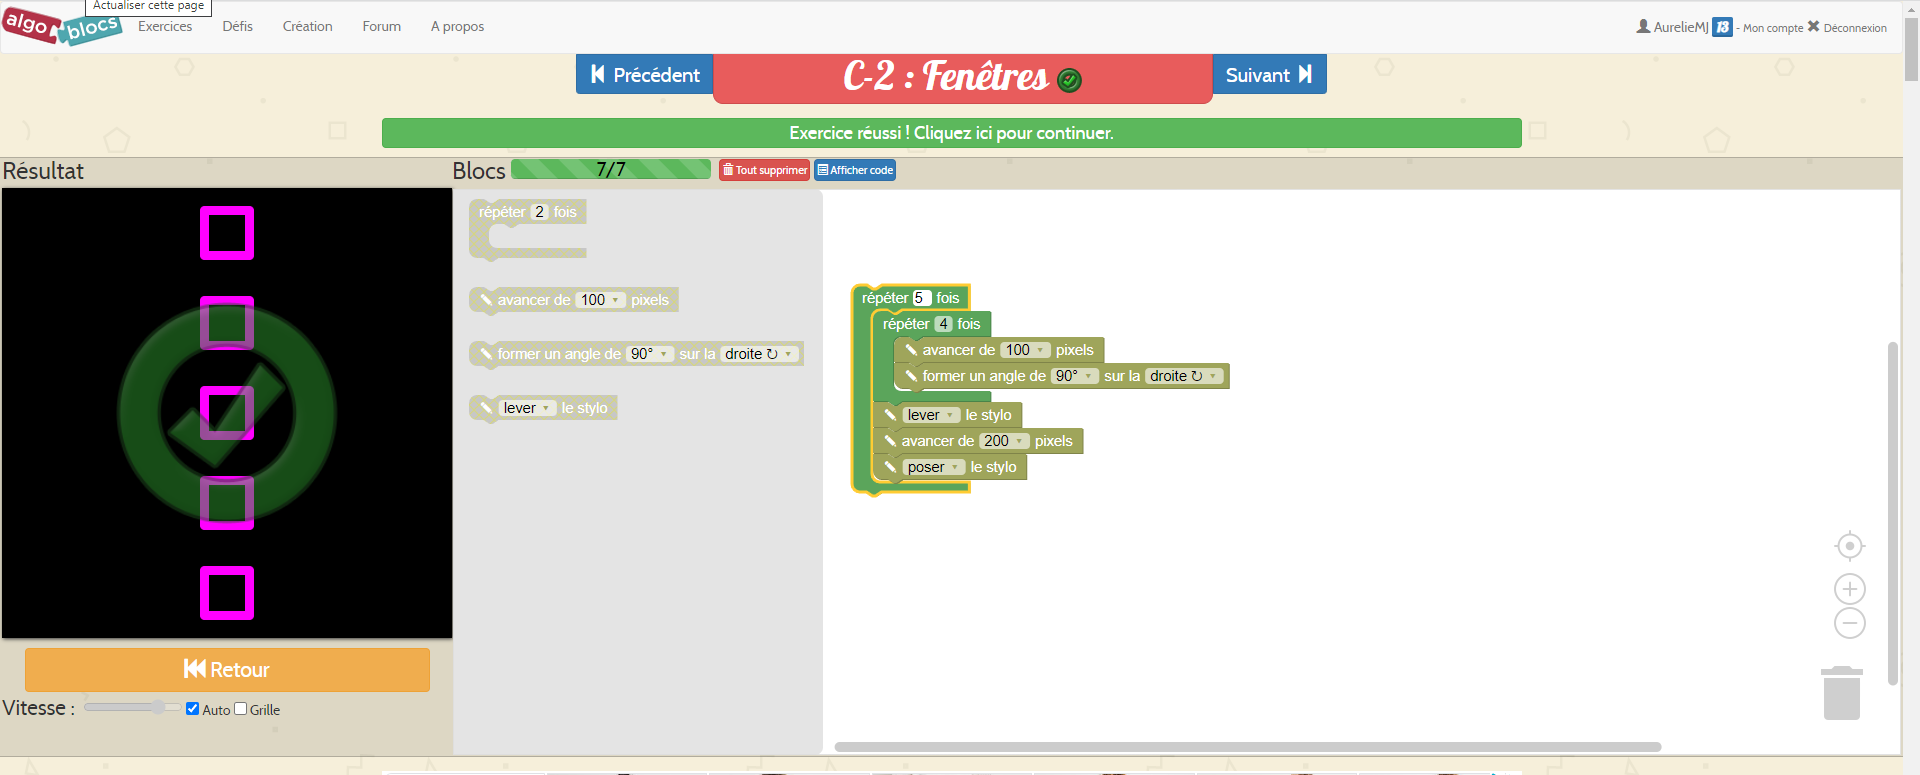 Actualiser cette page
algo blocs
Exercices Défis Création Forum A propos
AurelieMJ 13 - Mon compte Déconnexion
Précédent
C-2 : Fenêtres
Suivant
Exercice réussi ! Cliquez ici pour continuer.
Résultat
Blocs 7/7 Tout supprimer Afficher code
répéter 2 fois
avancer de 100 pixels
former un angle de 90° sur la droite ↻
lever le stylo
répéter 5 fois
répéter 4 fois
avancer de 100 pixels
former un angle de 90° sur la droite ↻
lever le stylo
avancer de 200 pixels
poser le stylo
Retour
Vitesse : Auto Grille